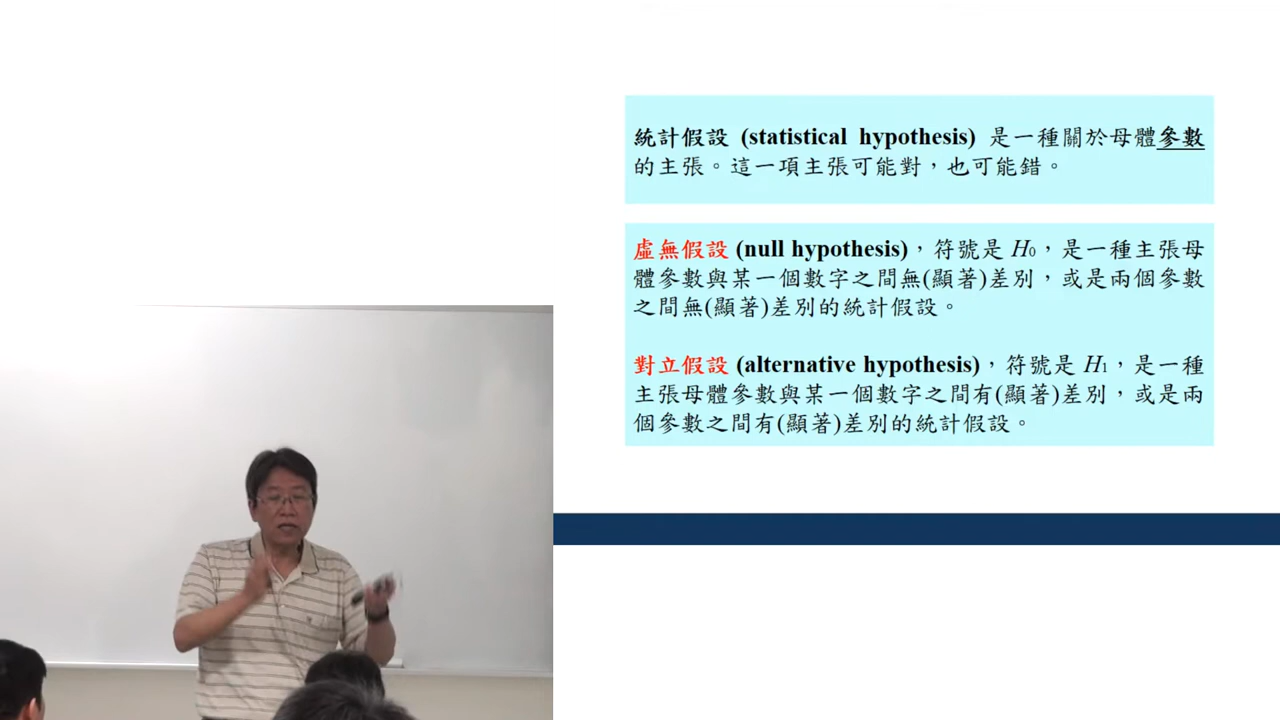 統計假設 (statistical hypothesis) 是一種關於母體參數
的主張。這一項主張可能對，也可能錯。
虛無假設 (null hypothesis)，符號是 H0，是一種主張母
體參數與某一個數字之間無(顯著)差別，或是兩個參數
之間無(顯著)差別的統計假設。
對立假設 (alternative hypothesis)，符號是 H1，是一種
主張母體參數與某一個數字之間有(顯著)差別，或是兩
個參數之間有(顯著)差別的統計假設。